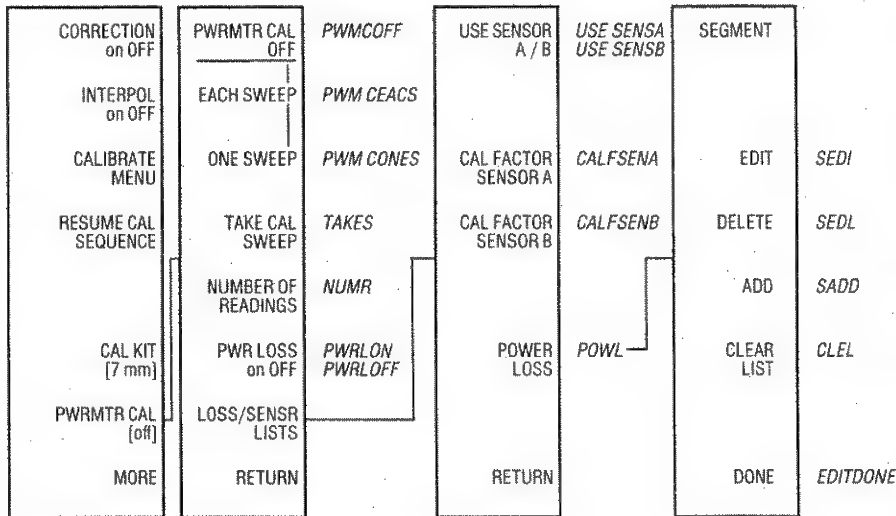 CORRECTION
on OFF
INTERPOL
on OFF
CALIBRATE
MENU
RESUME CAL
SEQUENCE
CAL KIT
[7 mm]
PWRMTR CAL
[off]
MORE
PWRMTR CAL
OFF
PWMCOFF
EACH SWEEP
PWM CEACS
ONE SWEEP
PWM CONES
TAKE CAL
SWEEP
TAKES
NUMBER OF
READINGS
NUMR
PWR LOSS
on OFF
PWRLON
PWRLOFF
LOSS/SENSR
LISTS
RETURN
USE SENSOR
A / B
USE SENSA
USE SENSB
CAL FACTOR
SENSOR A
CALFSENA
CAL FACTOR
SENSOR B
CALFSENB
POWER
LOSS
POWL
RETURN
SEGMENT
EDIT
SEDI
DELETE
SEDL
ADD
SADD
CLEAR
LIST
CLEL
DONE
EDITDONE